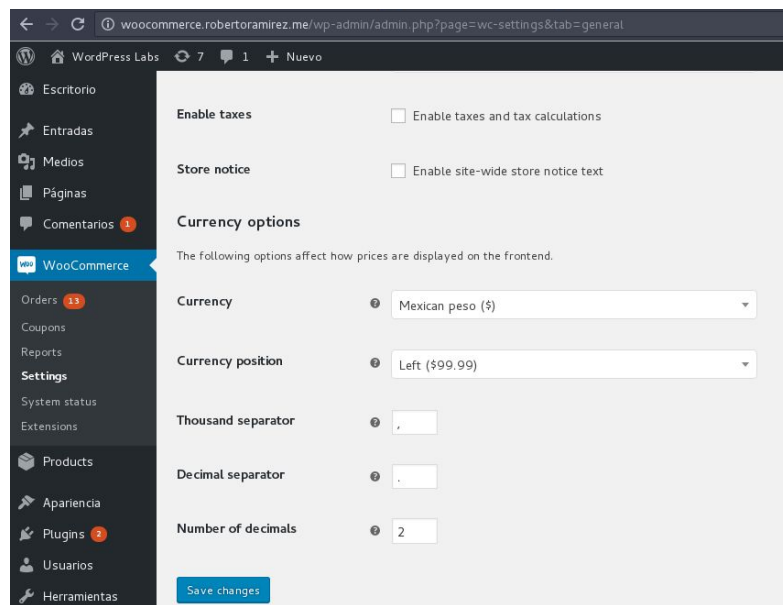 woocommerce.robertoramirez.me/wp-admin/admin.php?page=wc-settings&tab=general
WordPress Labs 7 1 + Nuevo
Escritorio
Entradas
Medios
Páginas
Comentarios 1
WOO WooCommerce
Orders 13
Coupons
Reports
Settings
System status
Extensions
Products
Apariencia
Plugins 2
Usuarios
Herramientas
Enable taxes Enable taxes and tax calculations
Store notice Enable site-wide store notice text
Currency options
The following options affect how prices are displayed on the frontend.
Currency Mexican peso ($)
Currency position Left ($99.99)
Thousand separator ,
Decimal separator .
Number of decimals 2
Save changes